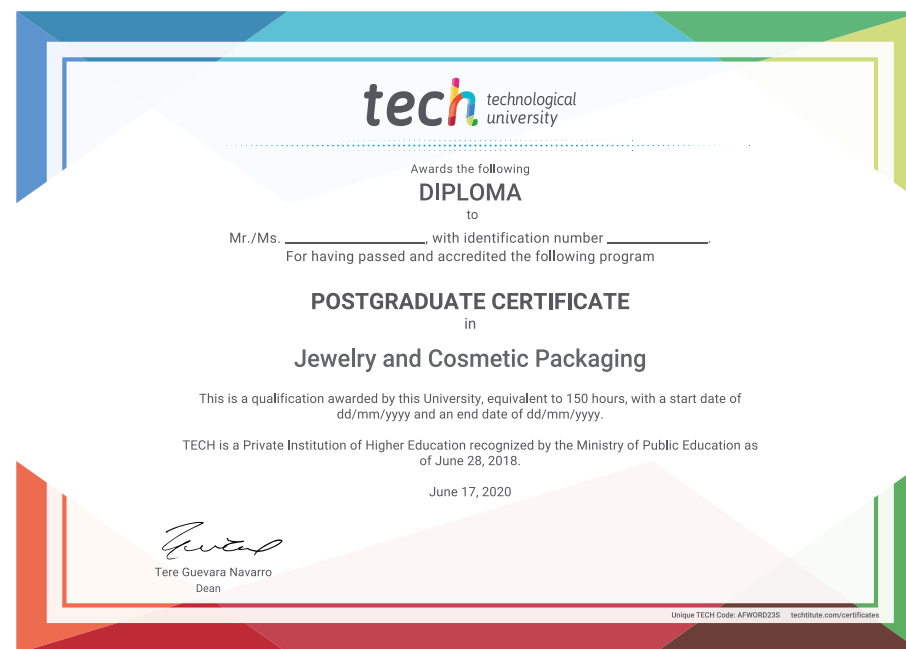 tech technological
university
Awards the following
DIPLOMA
to
Mr./Ms. ____________________, with identification number ______________.
For having passed and accredited the following program
POSTGRADUATE CERTIFICATE
in
Jewelry and Cosmetic Packaging
This is a qualification awarded by this University, equivalent to 150 hours, with a start date of
dd/mm/yyyy and an end date of dd/mm/yyyy.
TECH is a Private Institution of Higher Education recognized by the Ministry of Public Education as
of June 28, 2018.
June 17, 2020
Tere Guevara Navarro
Dean
Unique TECH Code: AFWORD23S techtitute.com/certificates